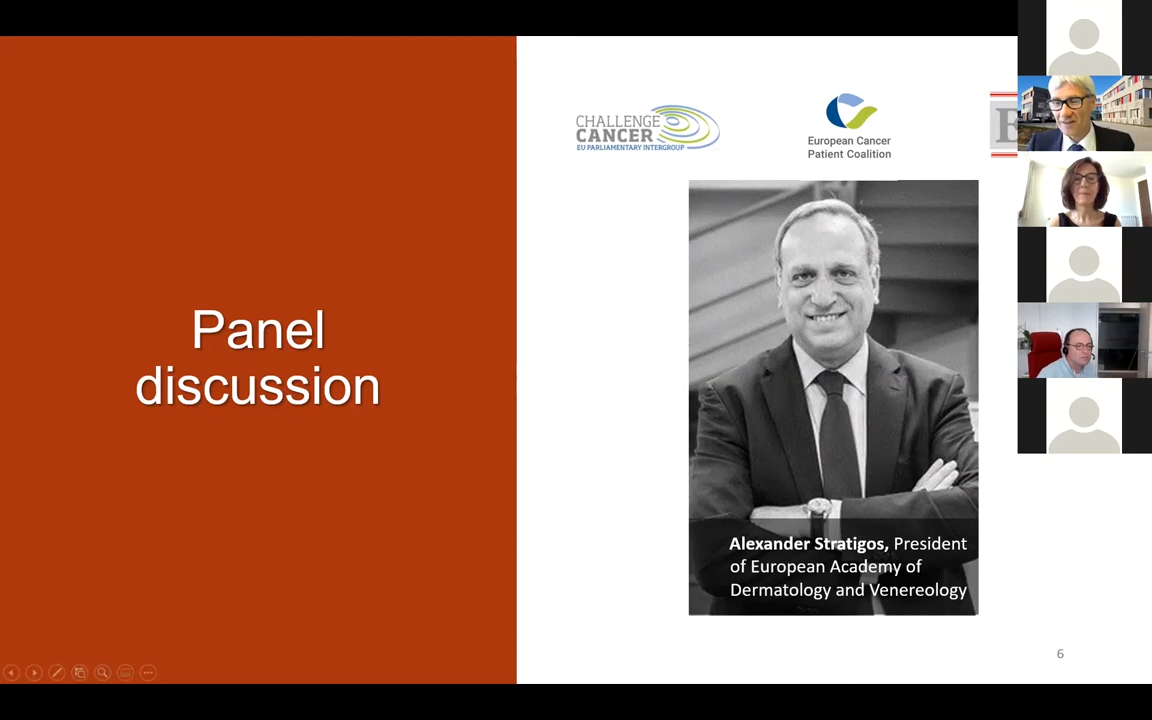 Panel
discussion
CHALLENGE
CANCER
EU PARLIAMENTARY INTERGROUP
European Cancer
Patient Coalition
E
Alexander Stratigos, President
of European Academy of
Dermatology and Venereology
6